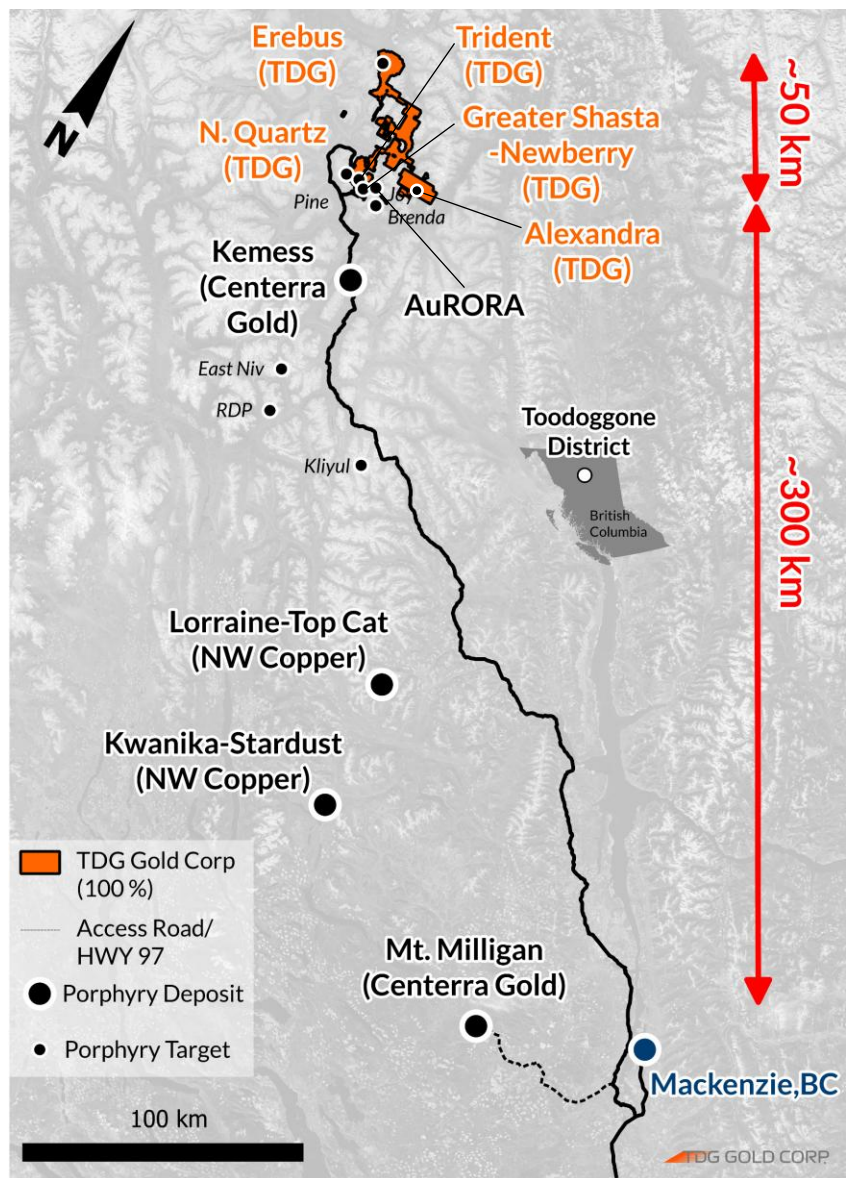 Erebus
(TDG)
Trident
(TDG)
~50 km
N
N. Quartz
(TDG)
Greater Shasta
-Newberry
(TDG)
Pine
Joy
Brenda
Alexandra
(TDG)
Kemess
(Centerra
Gold)
AuRORA
East Niv
RDP
Toodoggone
District
Kliyul
British
Columbia
~300 km
Lorraine-Top Cat
(NW Copper)
Kwanika-Stardust
(NW Copper)
TDG Gold Corp
(100 %)
Access Road/
HWY 97
Porphyry Deposit
Porphyry Target
Mt. Milligan
(Centerra Gold)
Mackenzie,BC
100 km
TDG GOLD CORP.